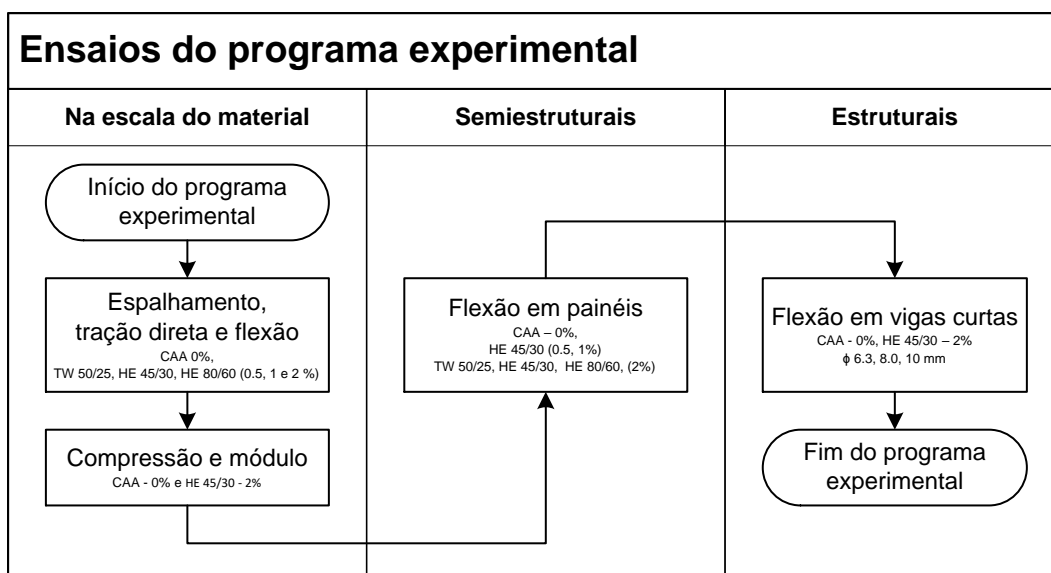 Ensaios do programa experimental
Na escala do material
Semiestruturais
Estruturais
Início do programa
experimental
Espalhamento,
tração direta e flexão
CAA 0%,
TW 50/25, HE 45/30, HE 80/60 (0.5, 1 e 2 %)
Compressão e módulo
CAA - 0% e HE 45/30 - 2%
Flexão em painéis
CAA – 0%,
HE 45/30 (0.5, 1%)
TW 50/25, HE 45/30, HE 80/60, (2%)
Flexão em vigas curtas
CAA - 0%, HE 45/30 – 2%
ϕ 6.3, 8.0, 10 mm
Fim do programa
experimental